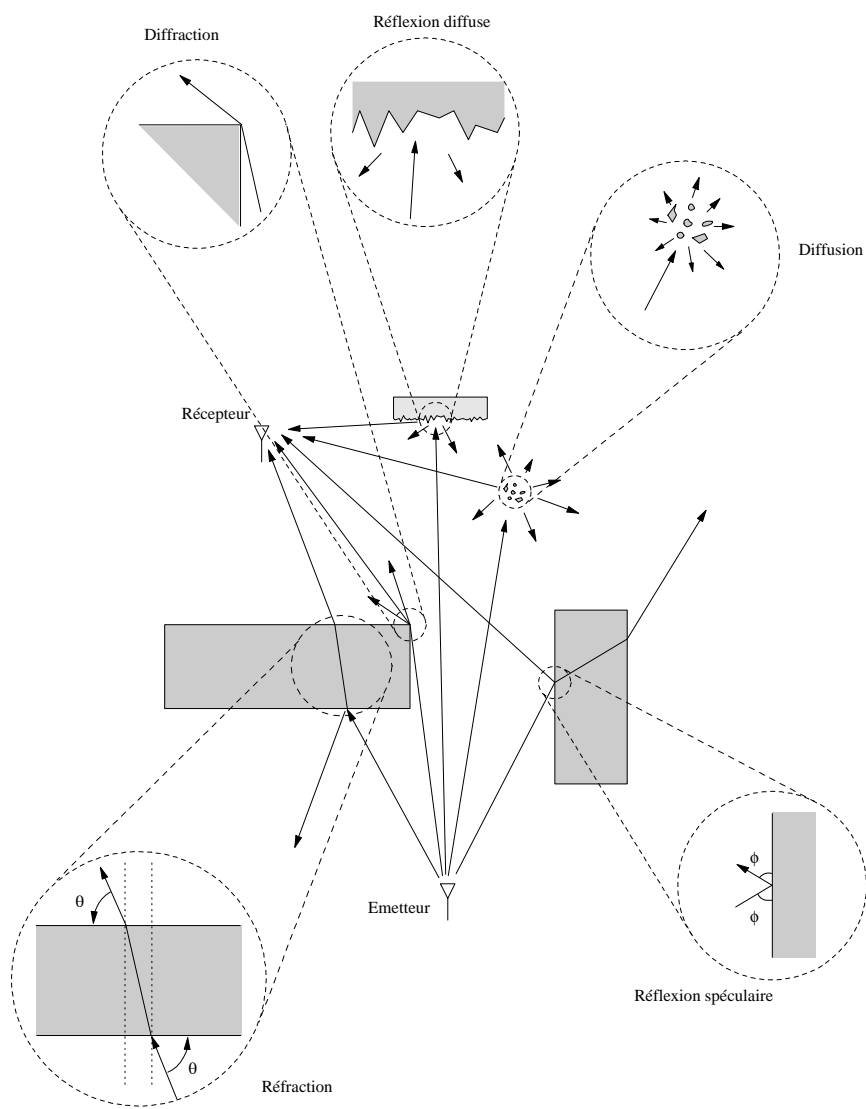 Réflexion diffuse
Diffraction
Diffusion
Récepteur
ϕ
θ
Emetteur
ϕ
Réflexion spéculaire
θ
Réfraction